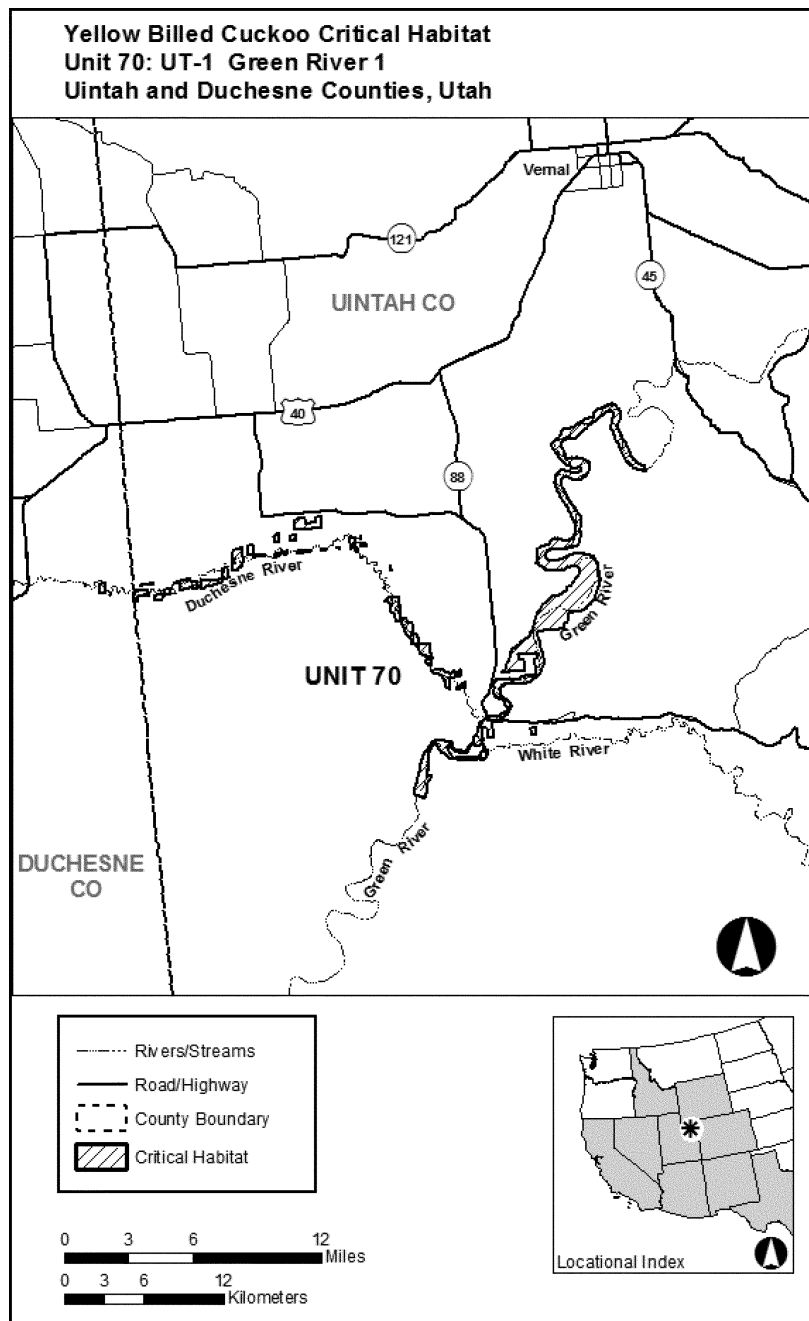 Yellow Billed Cuckoo Critical Habitat
Unit 70: UT-1 Green River 1
Uintah and Duchesne Counties, Utah
Vernal
121
45
UINTAH CO
40
88
Duchesne River
Green River
UNIT 70
White River
Green River
DUCHESNE
CO
Rivers/Streams
Road/Highway
County Boundary
Critical Habitat
0 3 6 12
Miles
0 3 6 12
Kilometers
Locational Index